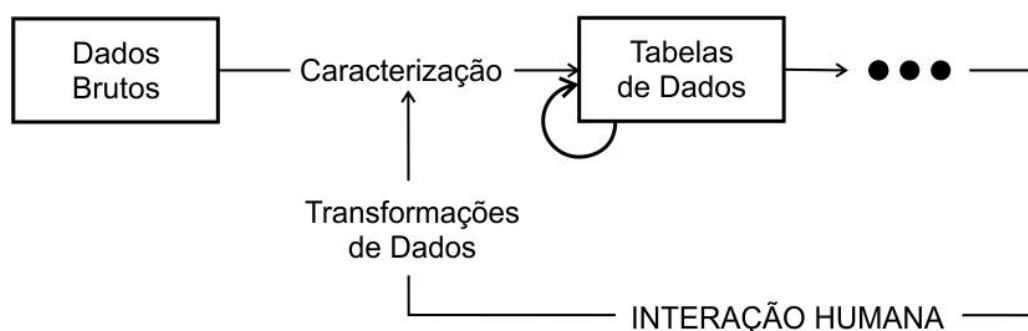 Dados
Brutos
Caracterização
Tabelas
de Dados
Transformações
de Dados
INTERAÇÃO HUMANA